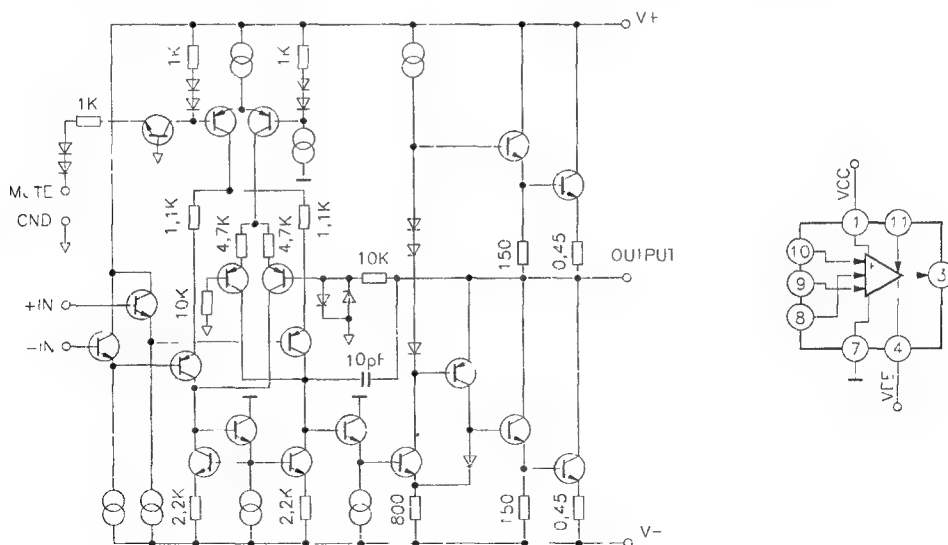 V+
1K
1K
1K
MUTE
GND
1,1K
4,7K
4,7K
1,1K
10K
10K
+IN
-IN
10pF
150
0,45
OUTPUT
2,2K
2,2K
800
150
0,45
V-
VCC
1
11
10
9
8
+
3
7
4
VEE